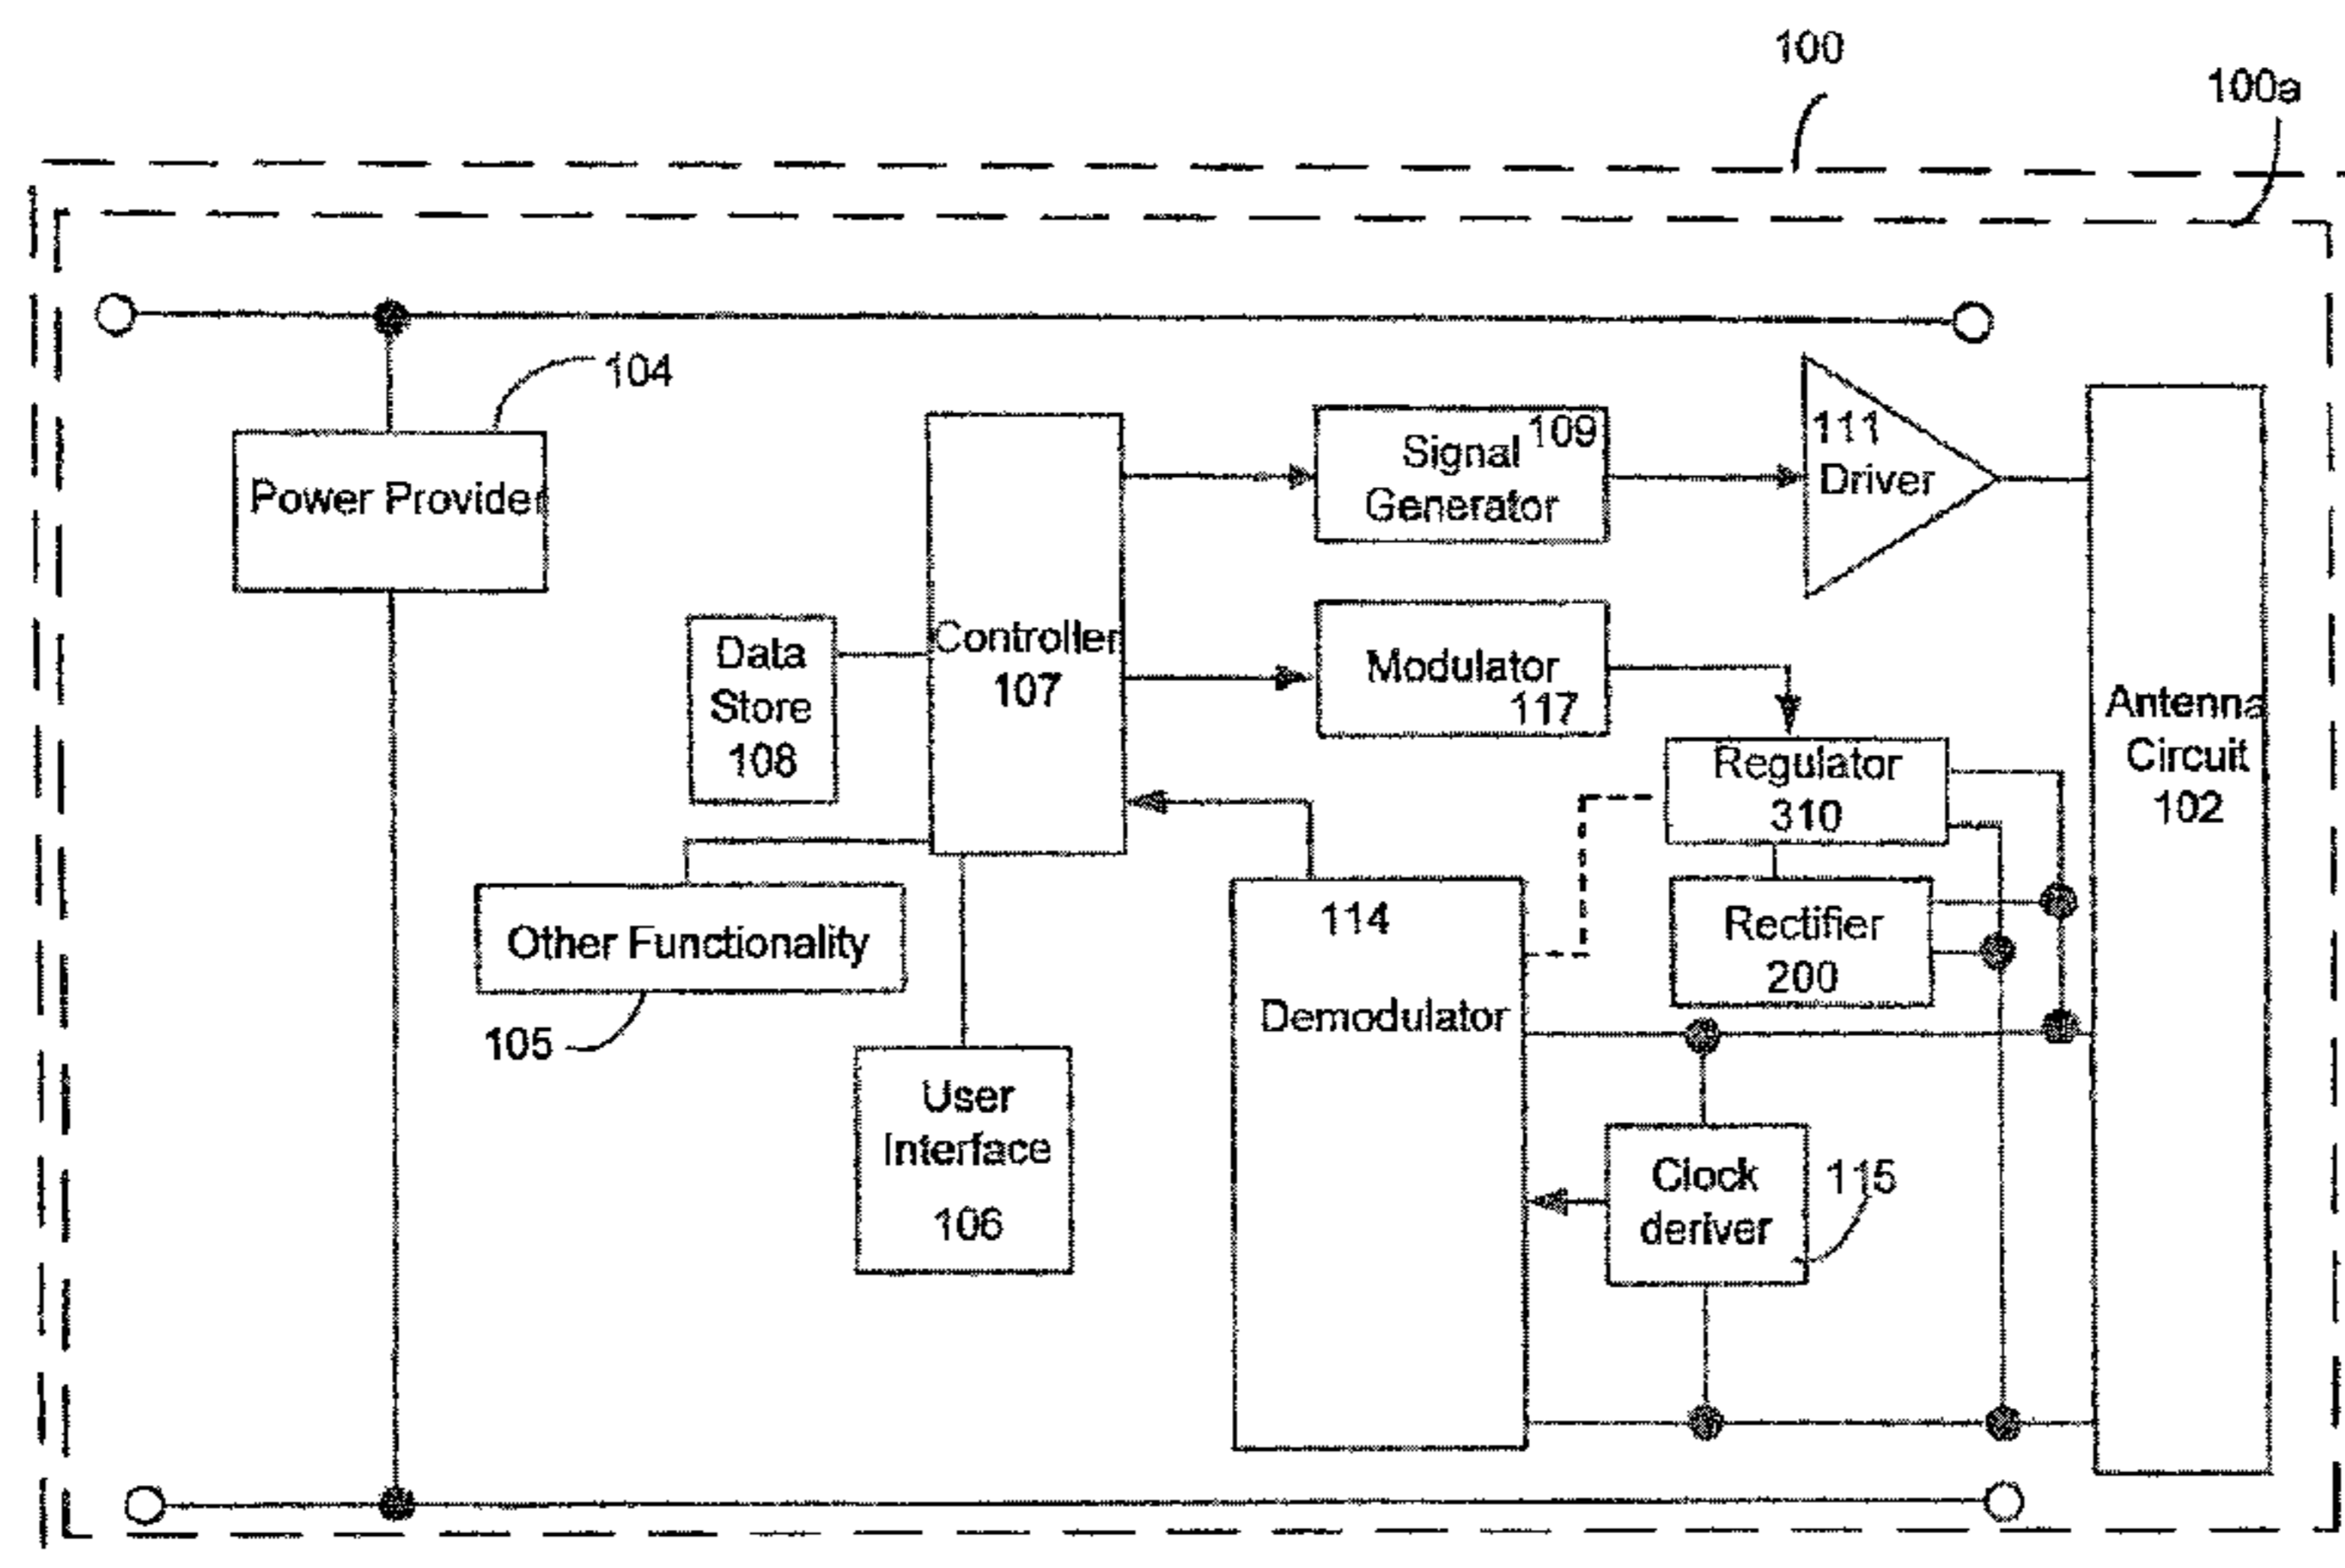 100
100a
104
Power Provider
109
Signal
Generator
111
Driver
Data
Store
108
Controller
107
Modulator
117
Antenna
Circuit
102
Regulator
310
Other Functionality
105
114
Demodulator
Rectifier
200
User
Interface
106
Clock
deriver
115